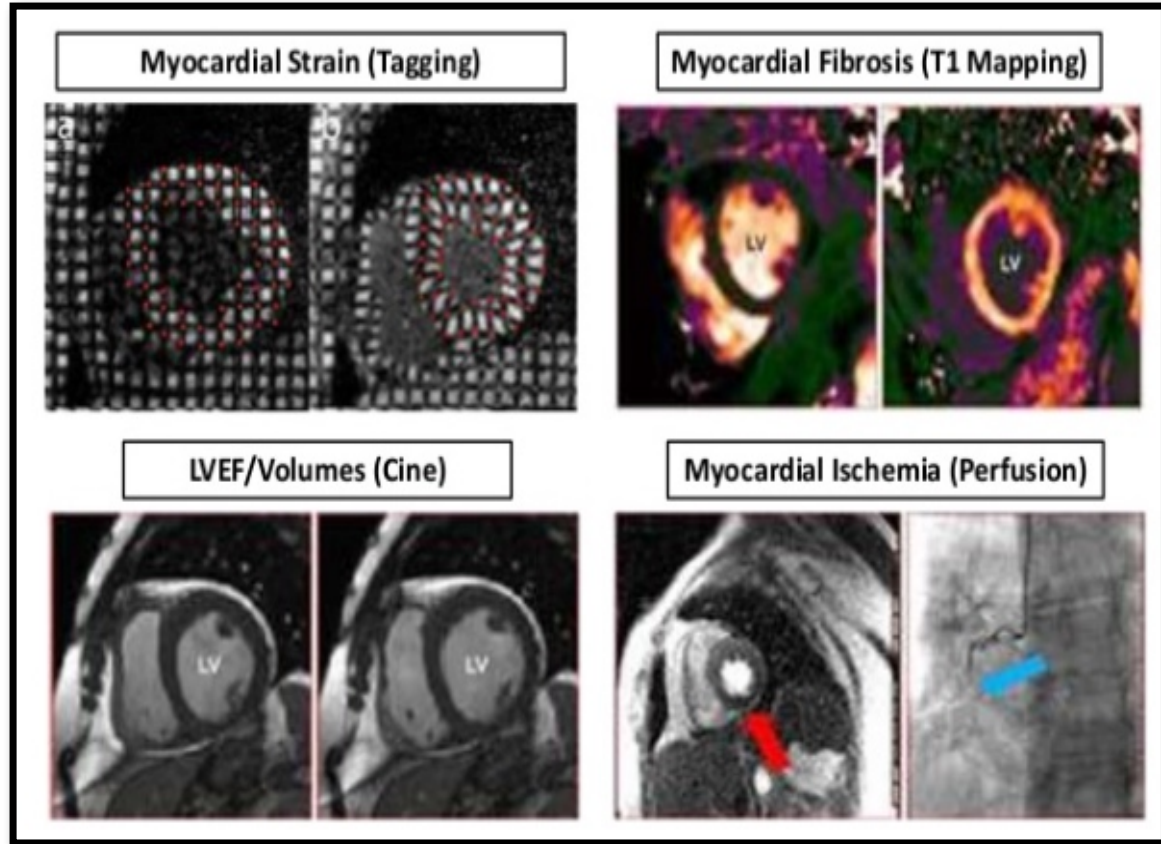 Myocardial Strain (Tagging)
Myocardial Fibrosis (T1 Mapping)
a
b
LV
LV
LVEF/Volumes (Cine)
Myocardial Ischemia (Perfusion)
LV
LV